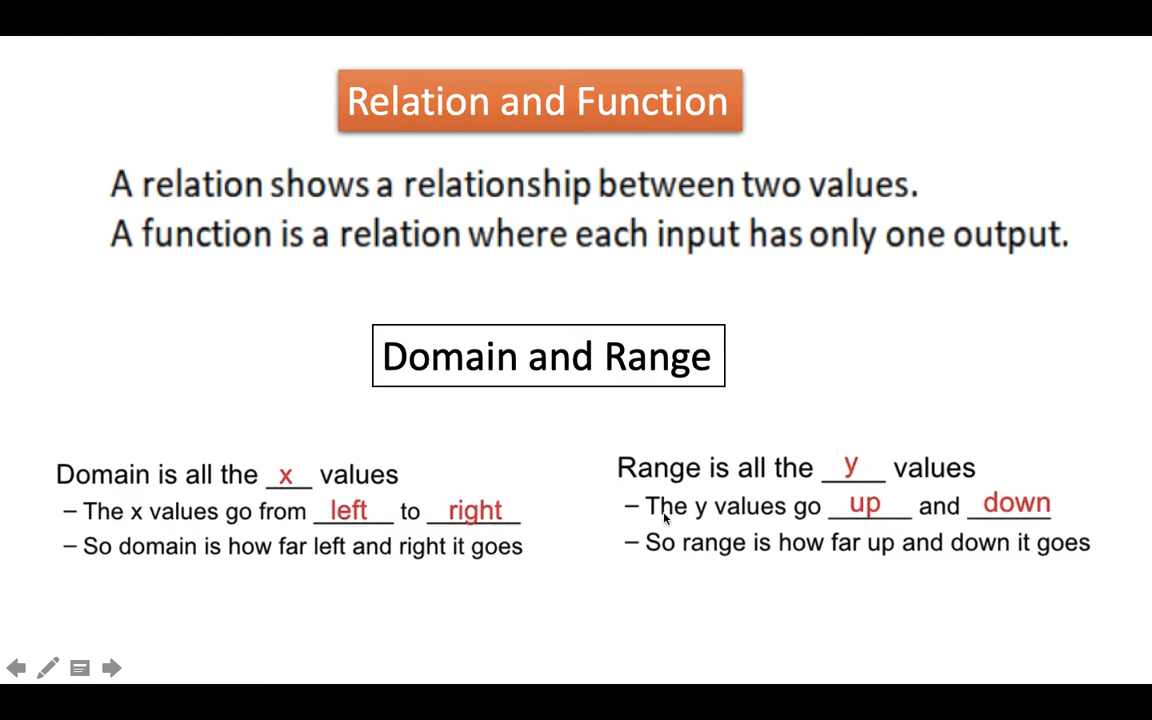 Relation and Function
A relation shows a relationship between two values.
A function is a relation where each input has only one output.
Domain and Range
Domain is all the x values
– The x values go from left to right
– So domain is how far left and right it goes
Range is all the y values
– The y values go up and down
– So range is how far up and down it goes